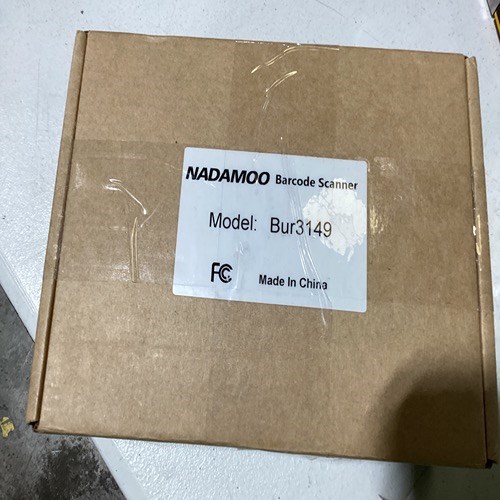 NADAMOO Barcode Scanner
Model: Bur3149
FC Made In China